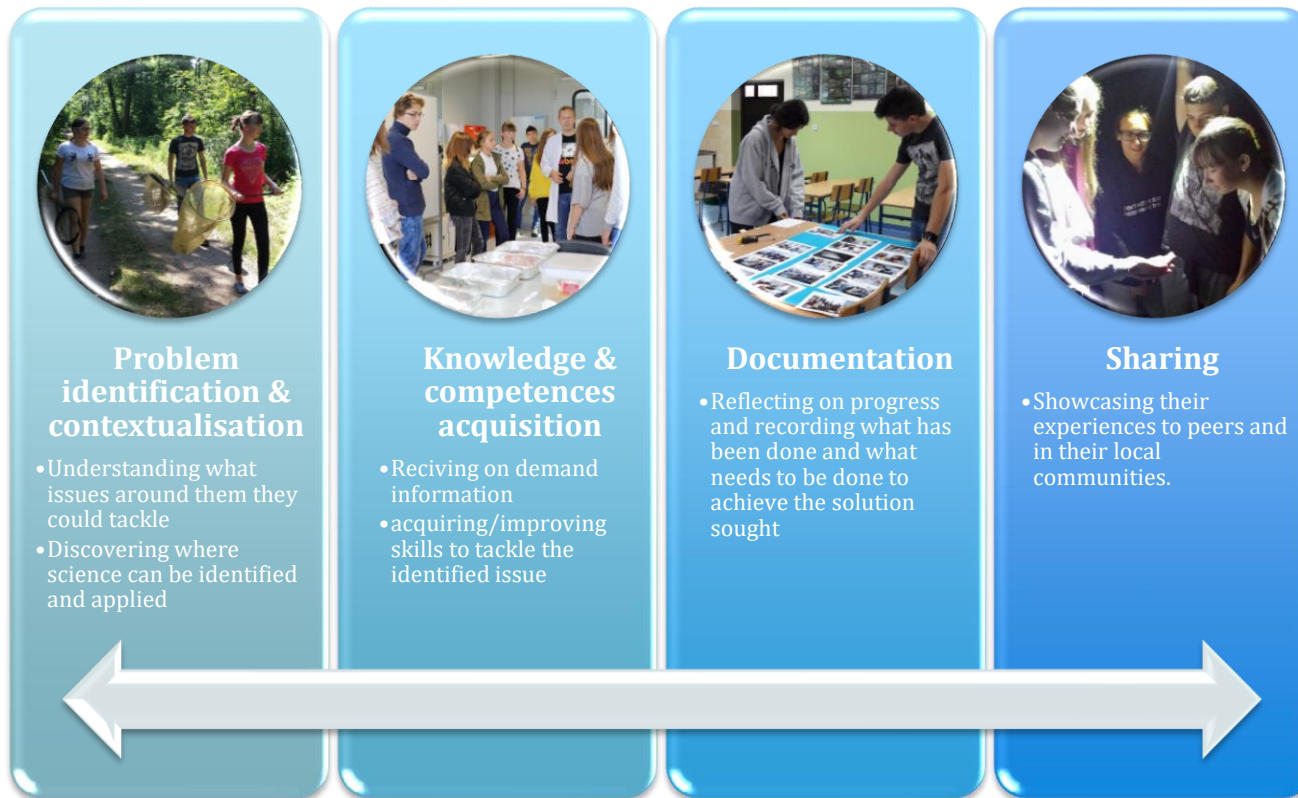 Problem
identification &
contextualisation
•Understanding what
issues around them they
could tackle
•Discovering where
science can be identified
and applied
Knowledge &
competences
acquisition
•Reciving on demand
information
•acquiring/improving
skills to tackle the
identified issue
Documentation
•Reflecting on progress
and recording what has
been done and what
needs to be done to
achieve the solution
sought
Sharing
•Showcasing their
experiences to peers and
in their local
communities.